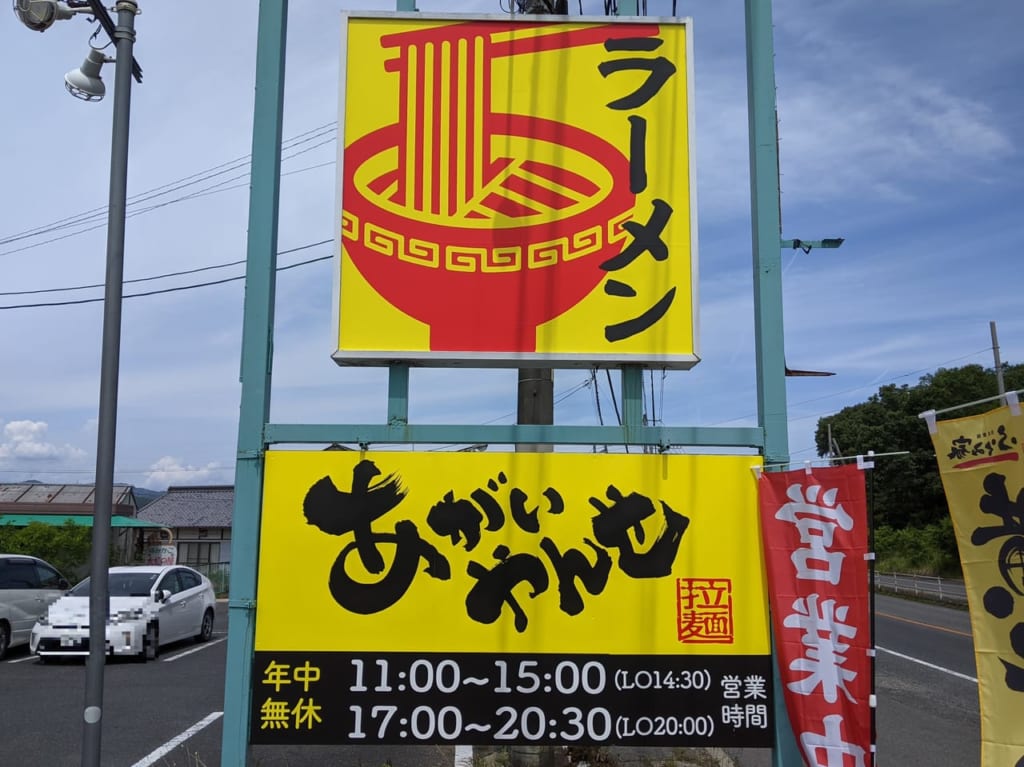 ラーメン
あがいやんせ
拉麺
年中
無休
11:00〜15:00(LO14:30)
17:00〜20:30(LO20:00)
営業
時間
営業中